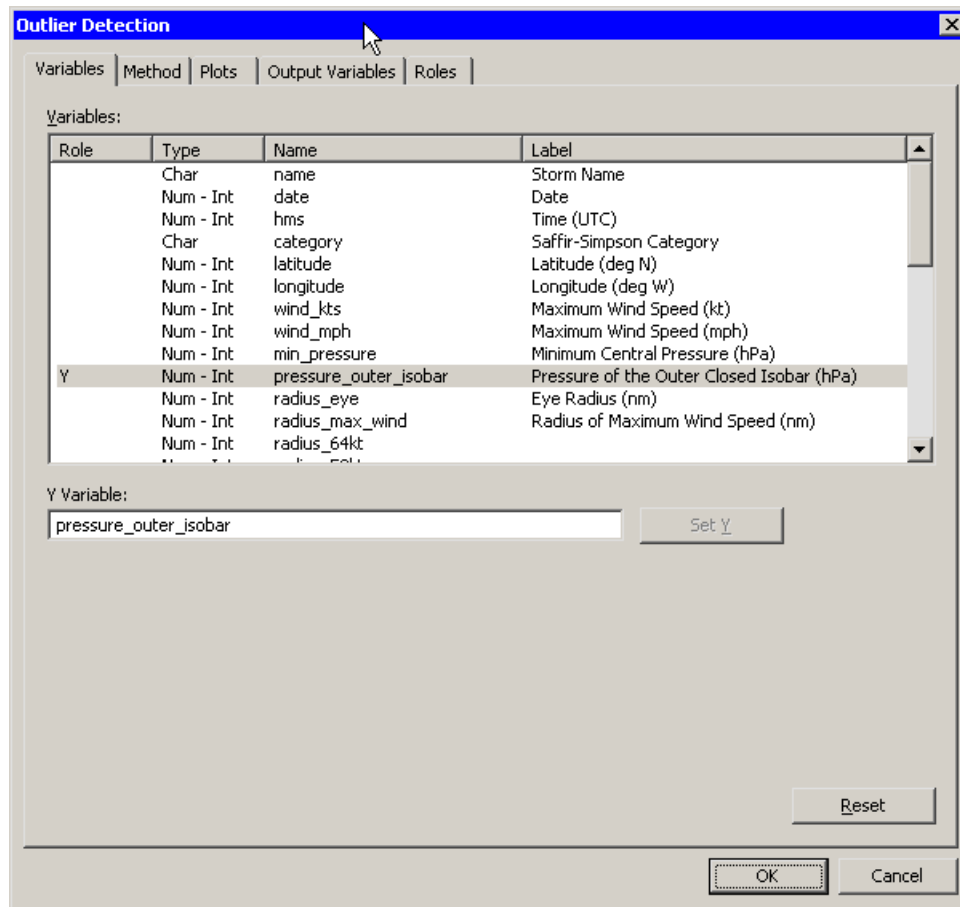 Outlier Detection
Variables Method Plots Output Variables Roles
Variables:
Role Type Name Label
Char name Storm Name
Num - Int date Date
Num - Int hms Time (UTC)
Char category Saffir-Simpson Category
Num - Int latitude Latitude (deg N)
Num - Int longitude Longitude (deg W)
Num - Int wind_kts Maximum Wind Speed (kt)
Num - Int wind_mph Maximum Wind Speed (mph)
Num - Int min_pressure Minimum Central Pressure (hPa)
Y Num - Int pressure_outer_isobar Pressure of the Outer Closed Isobar (hPa)
Num - Int radius_eye Eye Radius (nm)
Num - Int radius_max_wind Radius of Maximum Wind Speed (nm)
Num - Int radius_64kt
Y Variable:
pressure_outer_isobar Set Y
Reset
OK Cancel